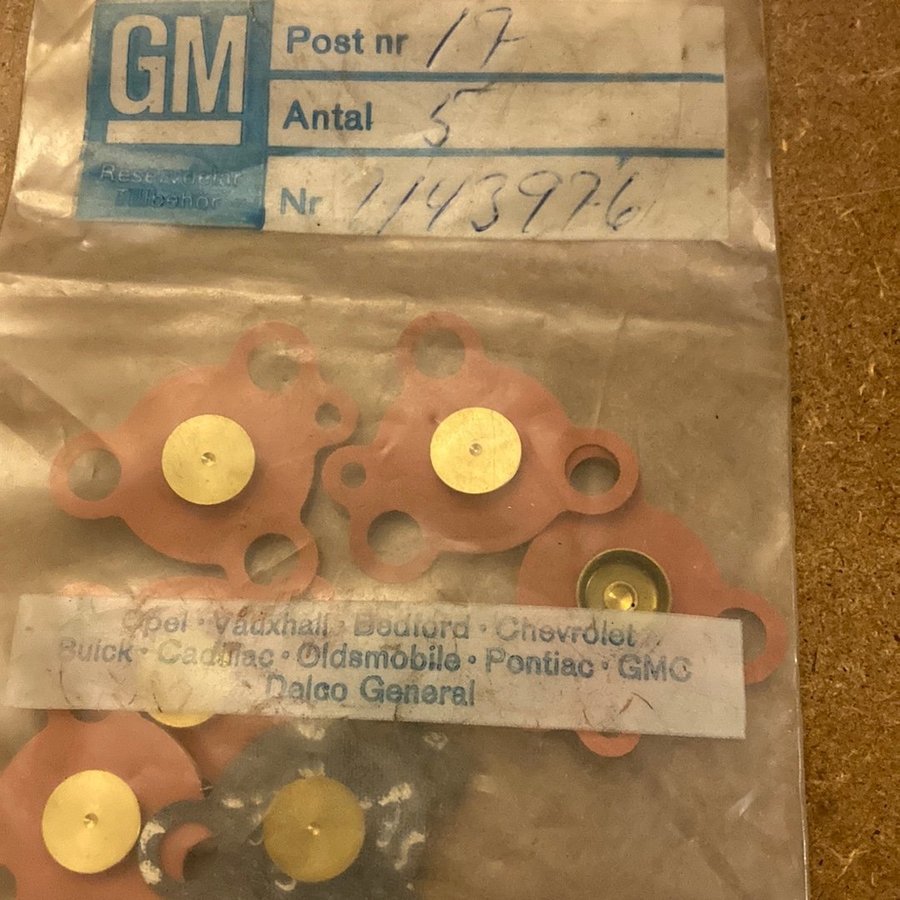 GM
Post nr 17
Antal 5
Reservdelar
Tillbehör
Nr 7143976
Opel · Vauxhall · Bedford · Chevrolet
Buick · Cadillac · Oldsmobile · Pontiac · GMC
Delco General